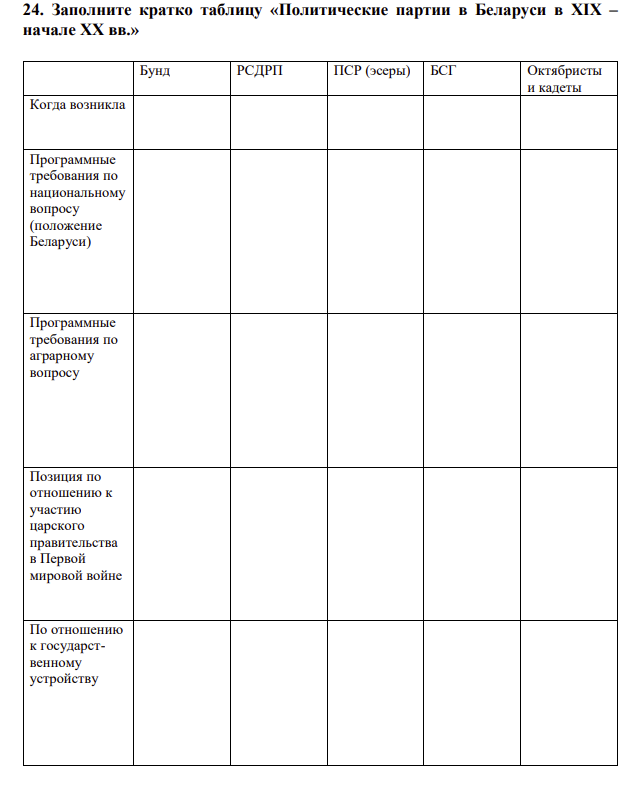 24. Заполните кратко таблицу «Политические партии в Беларуси в XIX –
начале XX вв.»
Бунд
РСДРП
ПСР (эсеры)
БСГ
Октябристы
и кадеты
Когда возникла
Программные
требования по
национальному
вопросу
(положение
Беларуси)
Программные
требования по
аграрному
вопросу
Позиция по
отношению к
участию
царского
правительства
в Первой
мировой войне
По отношению
к государст-
венному
устройству